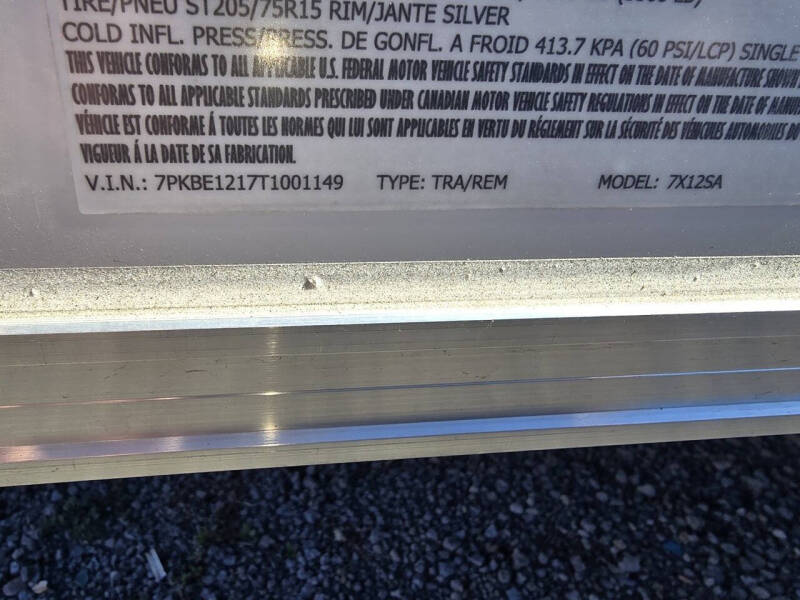 TIRE/PNEU ST205/75R15 RIM/JANTE SILVER
COLD INFL. PRESS/PRESS. DE GONFL. A FROID 413.7 KPA (60 PSI/LCP) SINGLE
THIS VEHICLE CONFORMS TO ALL APPLICABLE U.S. FEDERAL MOTOR VEHICLE SAFETY STANDARDS IN EFFECT ON THE DATE OF MANUFACTURE SHOWN
CONFORMS TO ALL APPLICABLE STANDARDS PRESCRIBED UNDER CANADIAN MOTOR VEHICLE SAFETY REGULATIONS IN EFFECT ON THE DATE OF
VÉHICLE EST CONFORME Á TOUTES LES NORMES QUI LUI SONT APPLICABLES EN VERTU DU RÉGLEMENT SUR LA SÉCURITÉ DES VÉHICULES AUTOMOBILES DU
VIGUEUR Á LA DATE DE SA FABRICATION.
V.I.N.: 7PKBE1217T1001149 TYPE: TRA/REM MODEL: 7X12SA